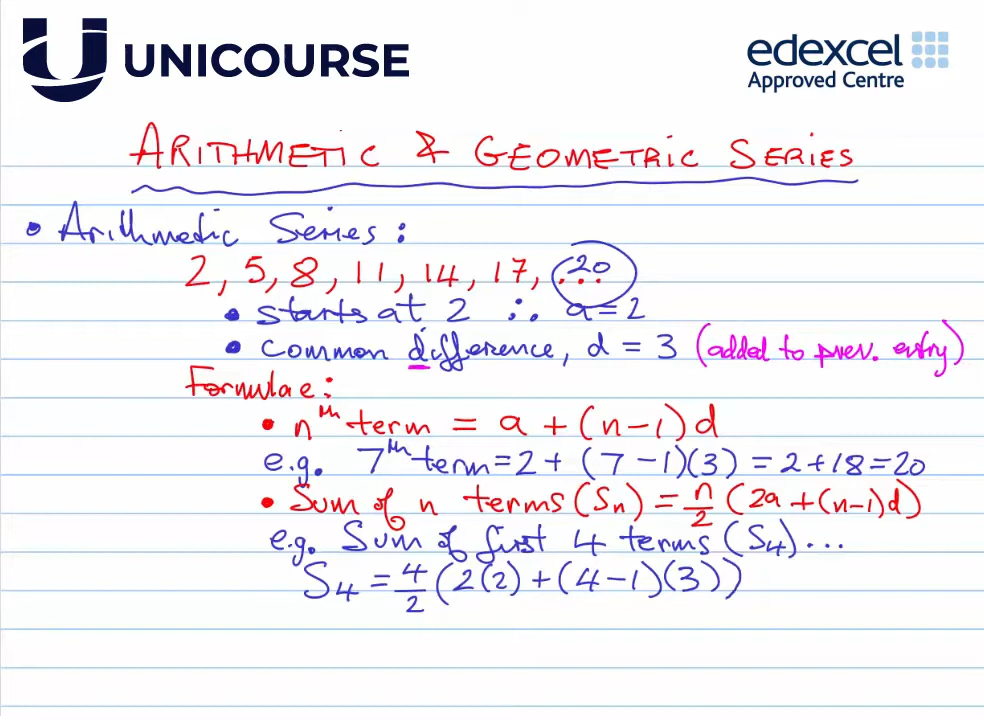 UNICOURSE
edexcel
Approved Centre
ARITHMETIC & GEOMETRIC SERIES
• Arithmetic Series:
2, 5, 8, 11, 14, 17, 20 ...
• starts at 2 ∴ a = 2
• common difference, d = 3 (added to prev. entry)
Formulae:
• nᵗʰ term = a + (n-1)d
e.g. 7ᵗʰ term = 2 + (7-1)(3) = 2+18 = 20
• Sum of n terms (Sₙ) = n/2 (2a+(n-1)d)
e.g. Sum of first 4 terms (S₄)...
S₄ = 4/2 (2(2) + (4-1)(3))